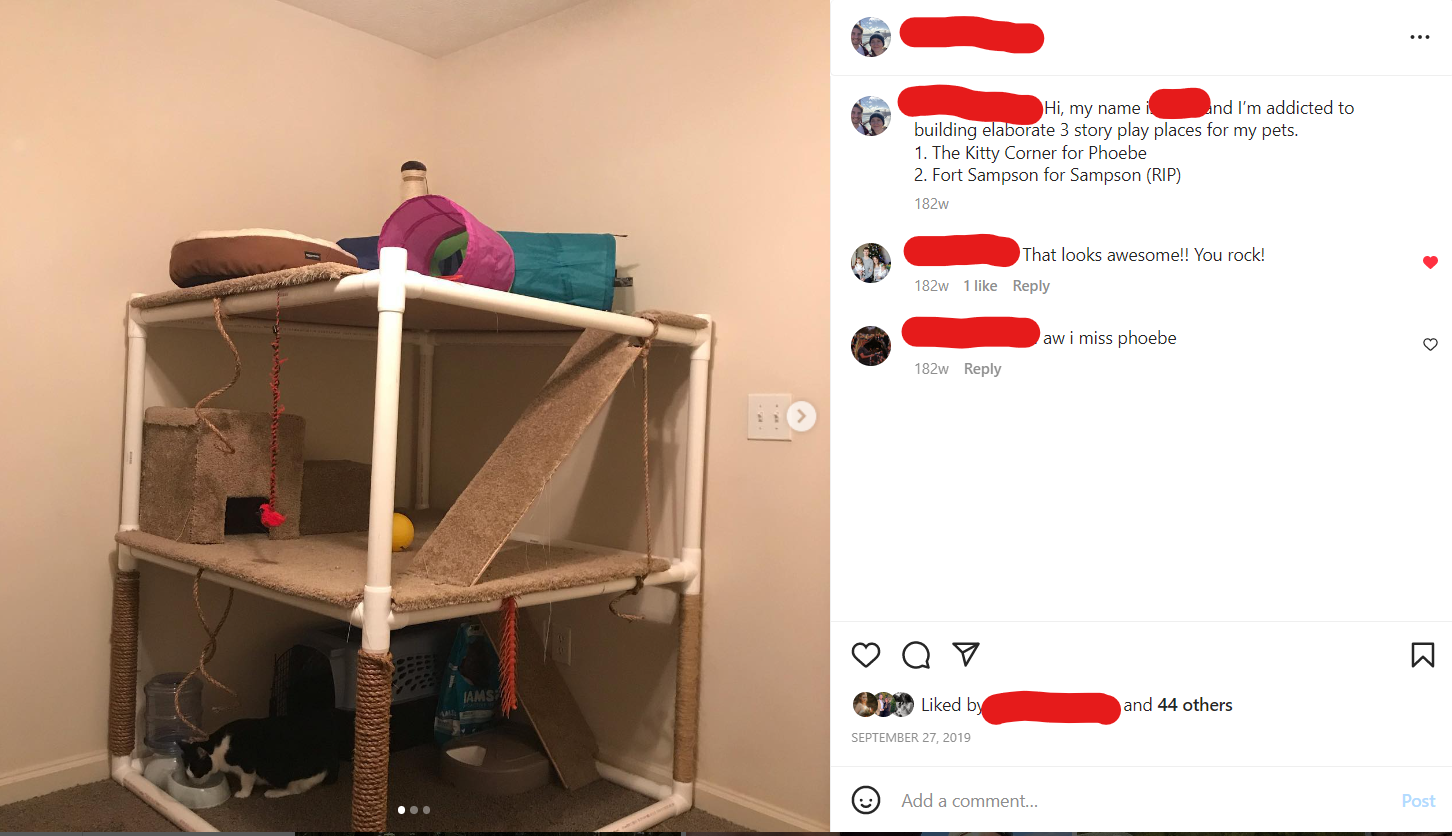 Hi, my name i and I'm addicted to
building elaborate 3 story play places for my pets.
1. The Kitty Corner for Phoebe
2. Fort Sampson for Sampson (RIP)
182w
That looks awesome!! You rock!
182w 1 like Reply
aw i miss phoebe
182w Reply
IAMS
Liked by and 44 others
SEPTEMBER 27, 2019
Add a comment...
Post